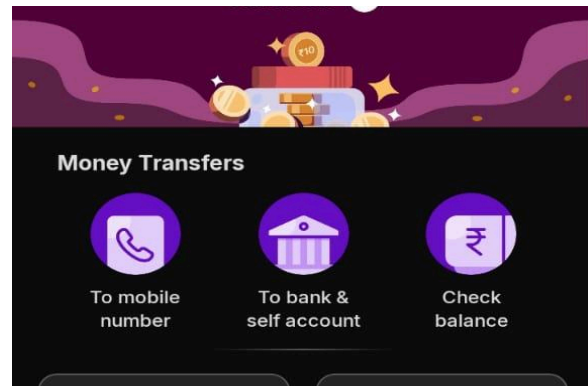 ₹10
Money Transfers
To mobile
number
To bank &
self account
Check
balance